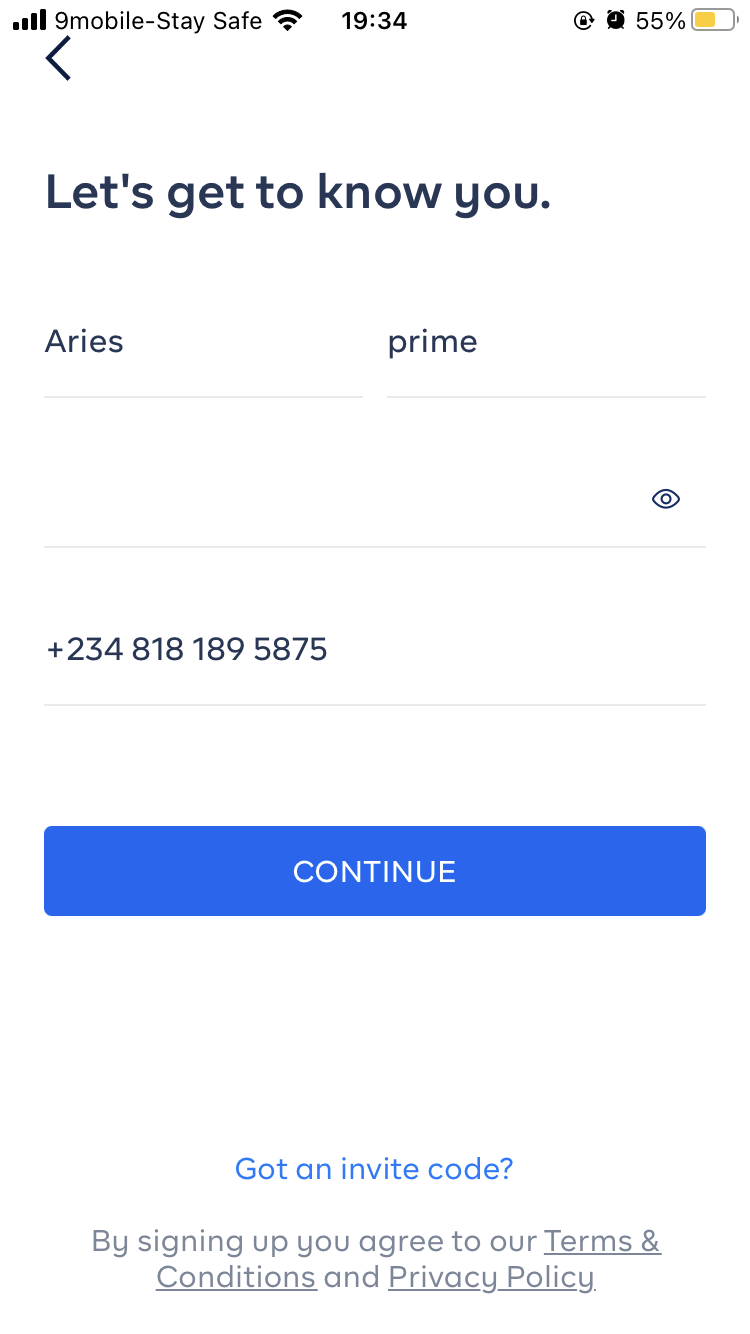 9mobile-Stay Safe 19:34 55%
Let's get to know you.
Aries prime
+234 818 189 5875
CONTINUE
Got an invite code?
By signing up you agree to our Terms &
Conditions and Privacy Policy